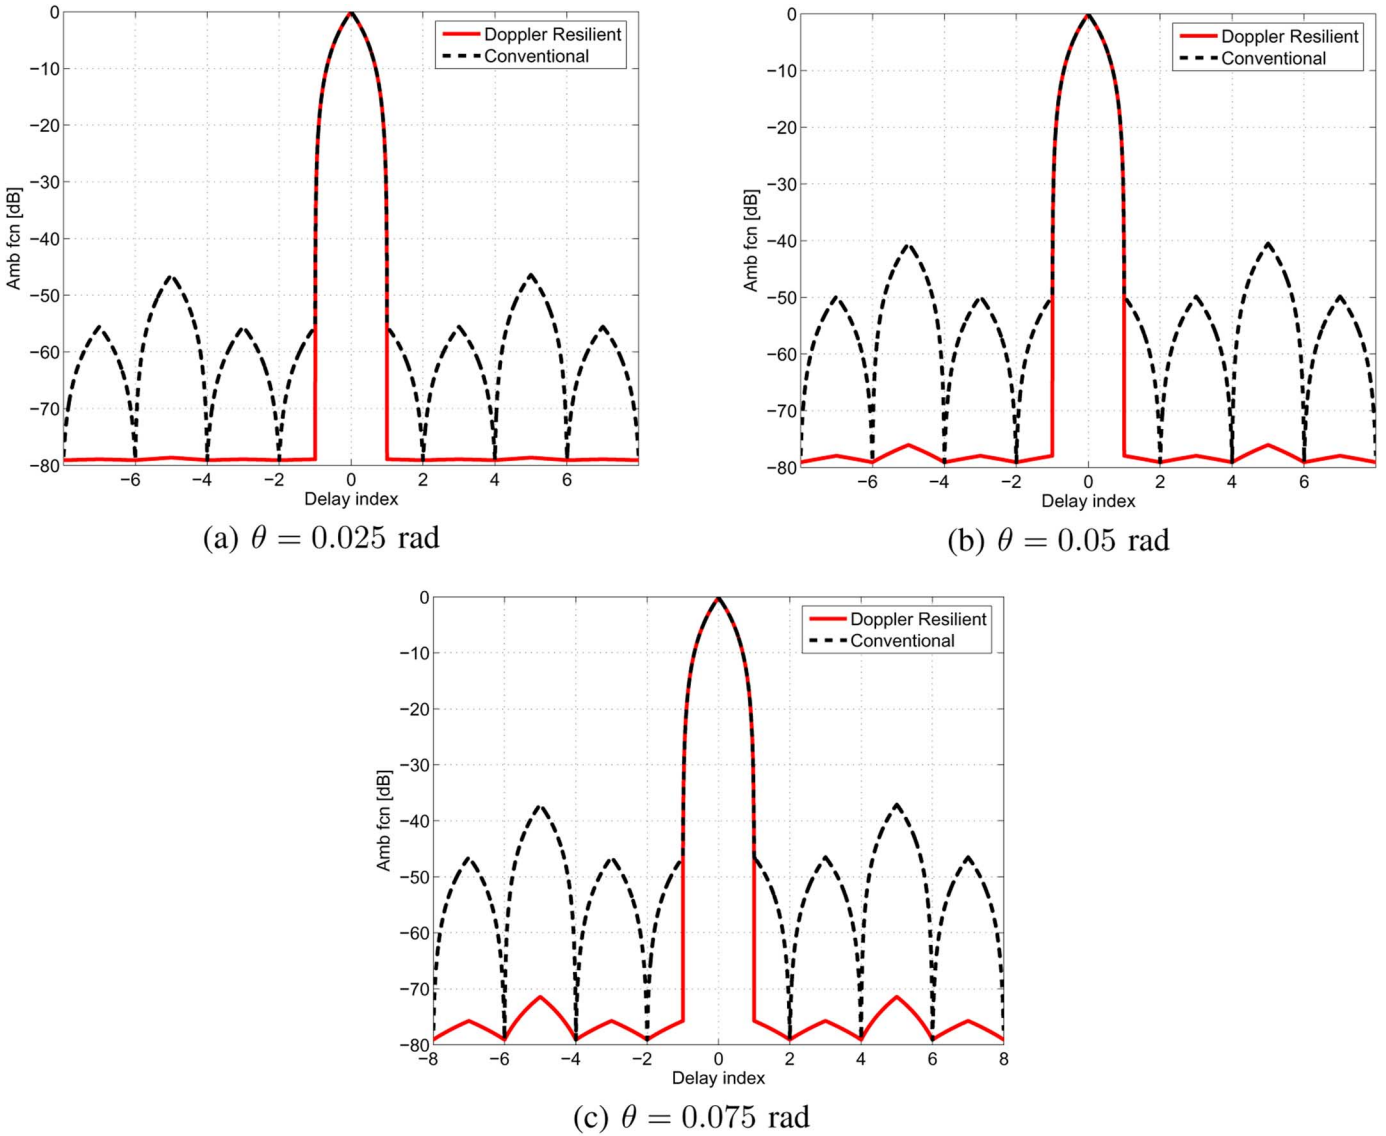 0
−10
−20
−30
−40
−50
−60
−70
−80
Amb fcn [dB]
Doppler Resilient
Conventional
−6 −4 −2 0 2 4 6
Delay index
(a) θ = 0.025 rad
0
−10
−20
−30
−40
−50
−60
−70
−80
Amb fcn [dB]
Doppler Resilient
Conventional
−6 −4 −2 0 2 4 6
Delay index
(b) θ = 0.05 rad
0
−10
−20
−30
−40
−50
−60
−70
−80
Amb fcn [dB]
Doppler Resilient
Conventional
−8 −6 −4 −2 0 2 4 6 8
Delay index
(c) θ = 0.075 rad